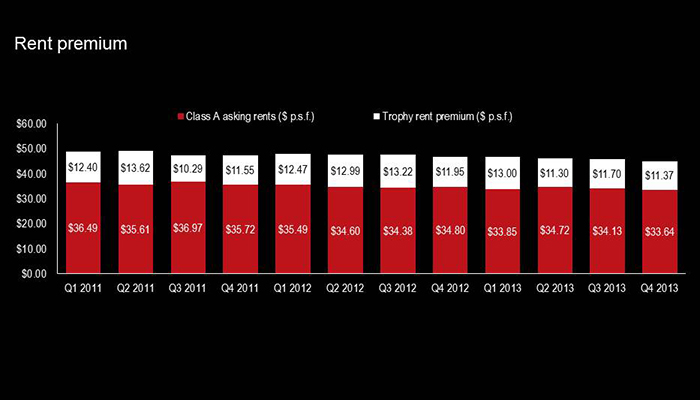 Rent premium
Class A asking rents ($ p.s.f.) Trophy rent premium ($ p.s.f.)
$60.00
$50.00
$40.00
$30.00
$20.00
$10.00
$0.00
$12.40 $13.62 $10.29 $11.55 $12.47 $12.99 $13.22 $11.95 $13.00 $11.30 $11.70 $11.37
$36.49 $35.61 $36.97 $35.72 $35.49 $34.60 $34.38 $34.80 $33.85 $34.72 $34.13 $33.64
Q1 2011 Q2 2011 Q3 2011 Q4 2011 Q1 2012 Q2 2012 Q3 2012 Q4 2012 Q1 2013 Q2 2013 Q3 2013 Q4 2013